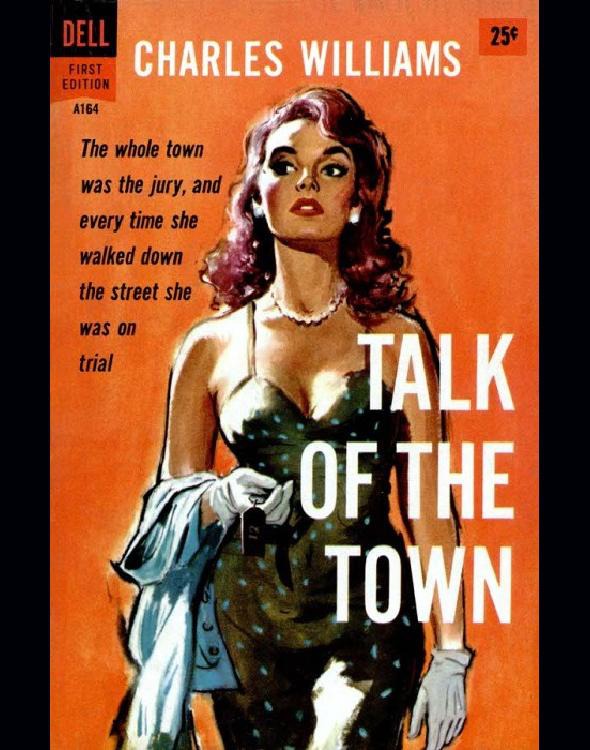 DELL
FIRST
EDITION
A164
CHARLES WILLIAMS
25¢
The whole town
was the jury, and
every time she
walked down
the street she
was on
trial
TALK
OF THE
TOWN